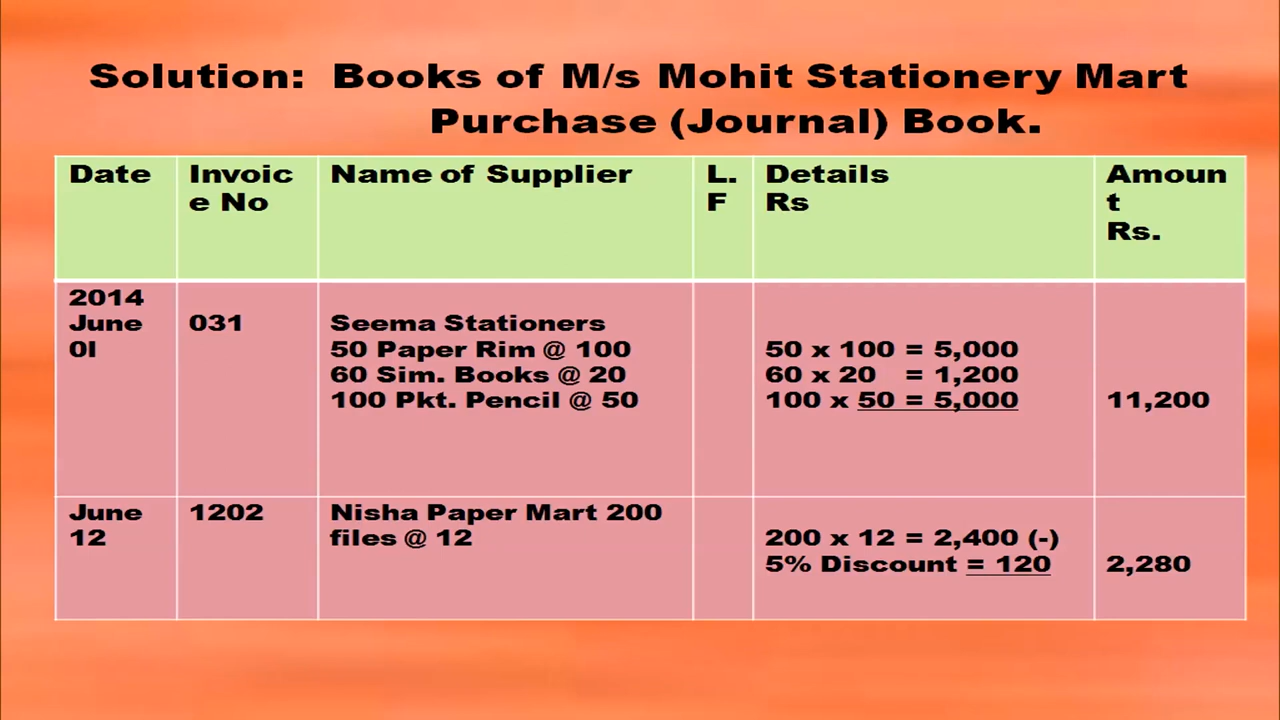 Solution: Books of M/s Mohit Stationery Mart
Purchase (Journal) Book.
Date
Invoic
e No
Name of Supplier
L.
F
Details
Rs
Amoun
t
Rs.
2014
June
0I
031
Seema Stationers
50 Paper Rim @ 100
60 Sim. Books @ 20
100 Pkt. Pencil @ 50
50 x 100 = 5,000
60 x 20 = 1,200
100 x 50 = 5,000
11,200
June
12
1202
Nisha Paper Mart 200
files @ 12
200 x 12 = 2,400 (-)
5% Discount = 120
2,280